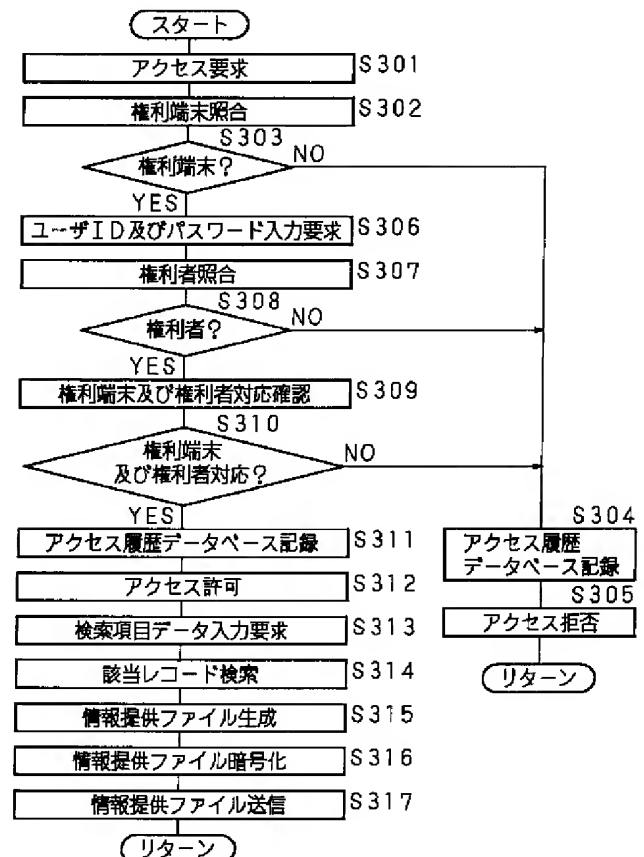 スタート
アクセス要求 S301
権利端末照合 S302
S303
権利端末? NO
YES
ユーザID及びパスワード入力要求 S306
権利者照合 S307
S308
権利者? NO
YES
権利端末及び権利者対応確認 S309
S310
権利端末
及び権利者対応? NO
YES
アクセス履歴データベース記録 S311
アクセス許可 S312
検索項目データ入力要求 S313
該当レコード検索 S314
情報提供ファイル生成 S315
情報提供ファイル暗号化 S316
情報提供ファイル送信 S317
リターン
S304
アクセス履歴
データベース記録
S305
アクセス拒否
リターン